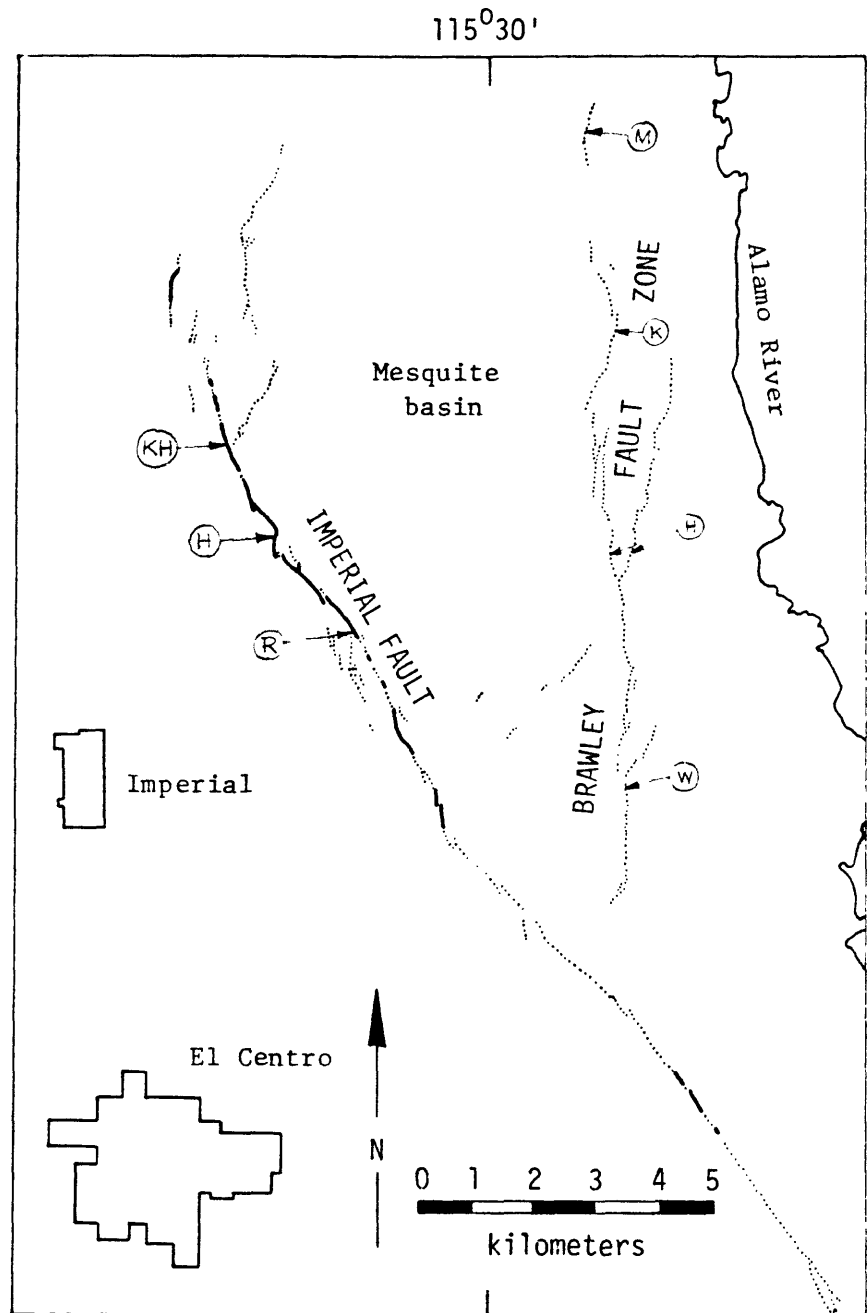 115°30'
M
ZONE
Alamo River
K
Mesquite
basin
FAULT
KH
H
H
IMPERIAL FAULT
R
BRAWLEY
W
Imperial
El Centro
N
0 1 2 3 4 5
kilometers